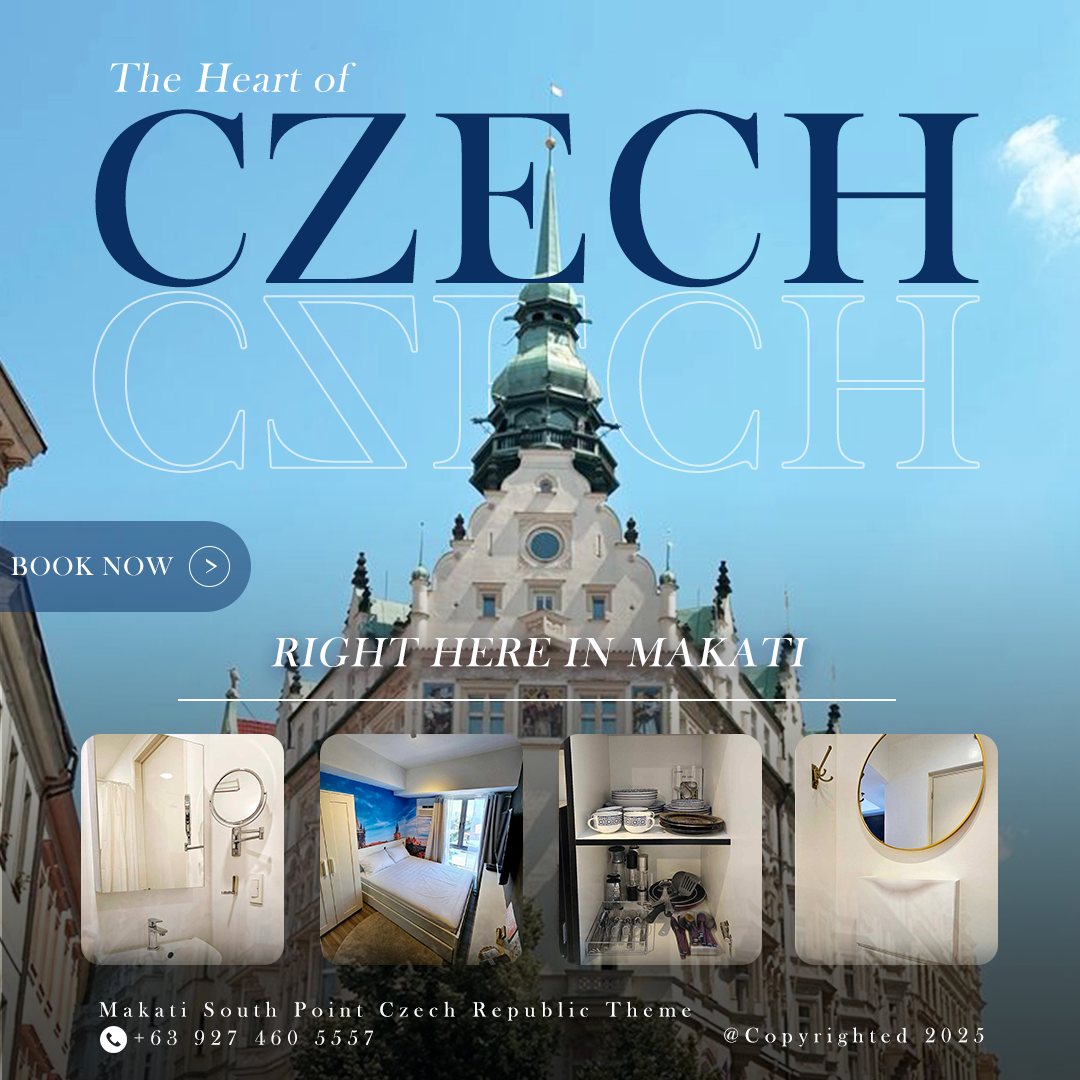 The Heart of
CZECH
CZECH
BOOK NOW >
RIGHT HERE IN MAKATI
Makati South Point Czech Republic Theme
+63 927 460 5557
@Copyrighted 2025